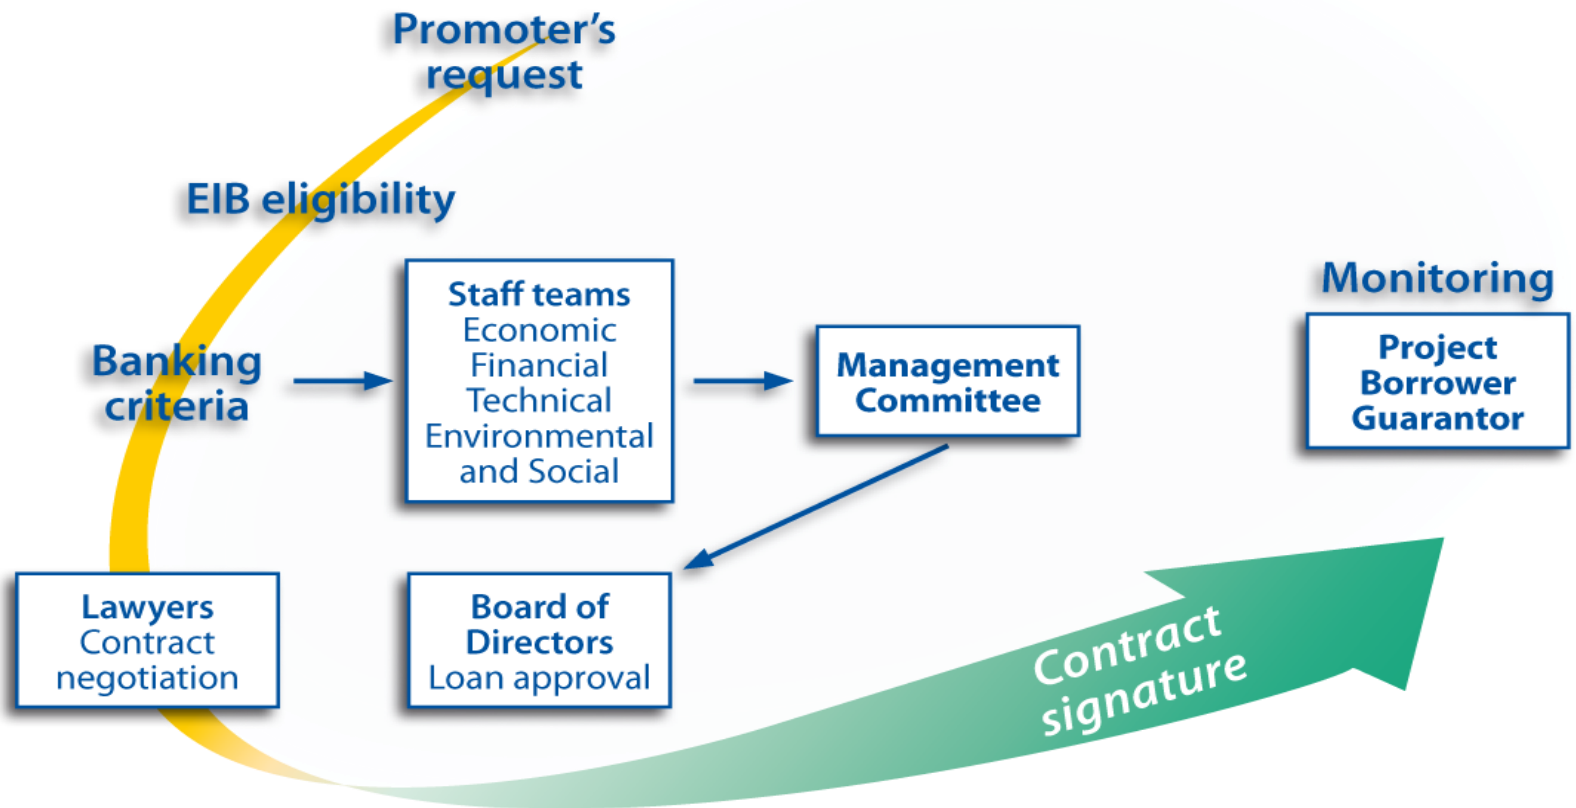 Promoter's
request
EIB eligibility
Banking
criteria
Staff teams
Economic
Financial
Technical
Environmental
and Social
Management
Committee
Monitoring
Project
Borrower
Guarantor
Lawyers
Contract
negotiation
Board of
Directors
Loan approval
Contract
signature